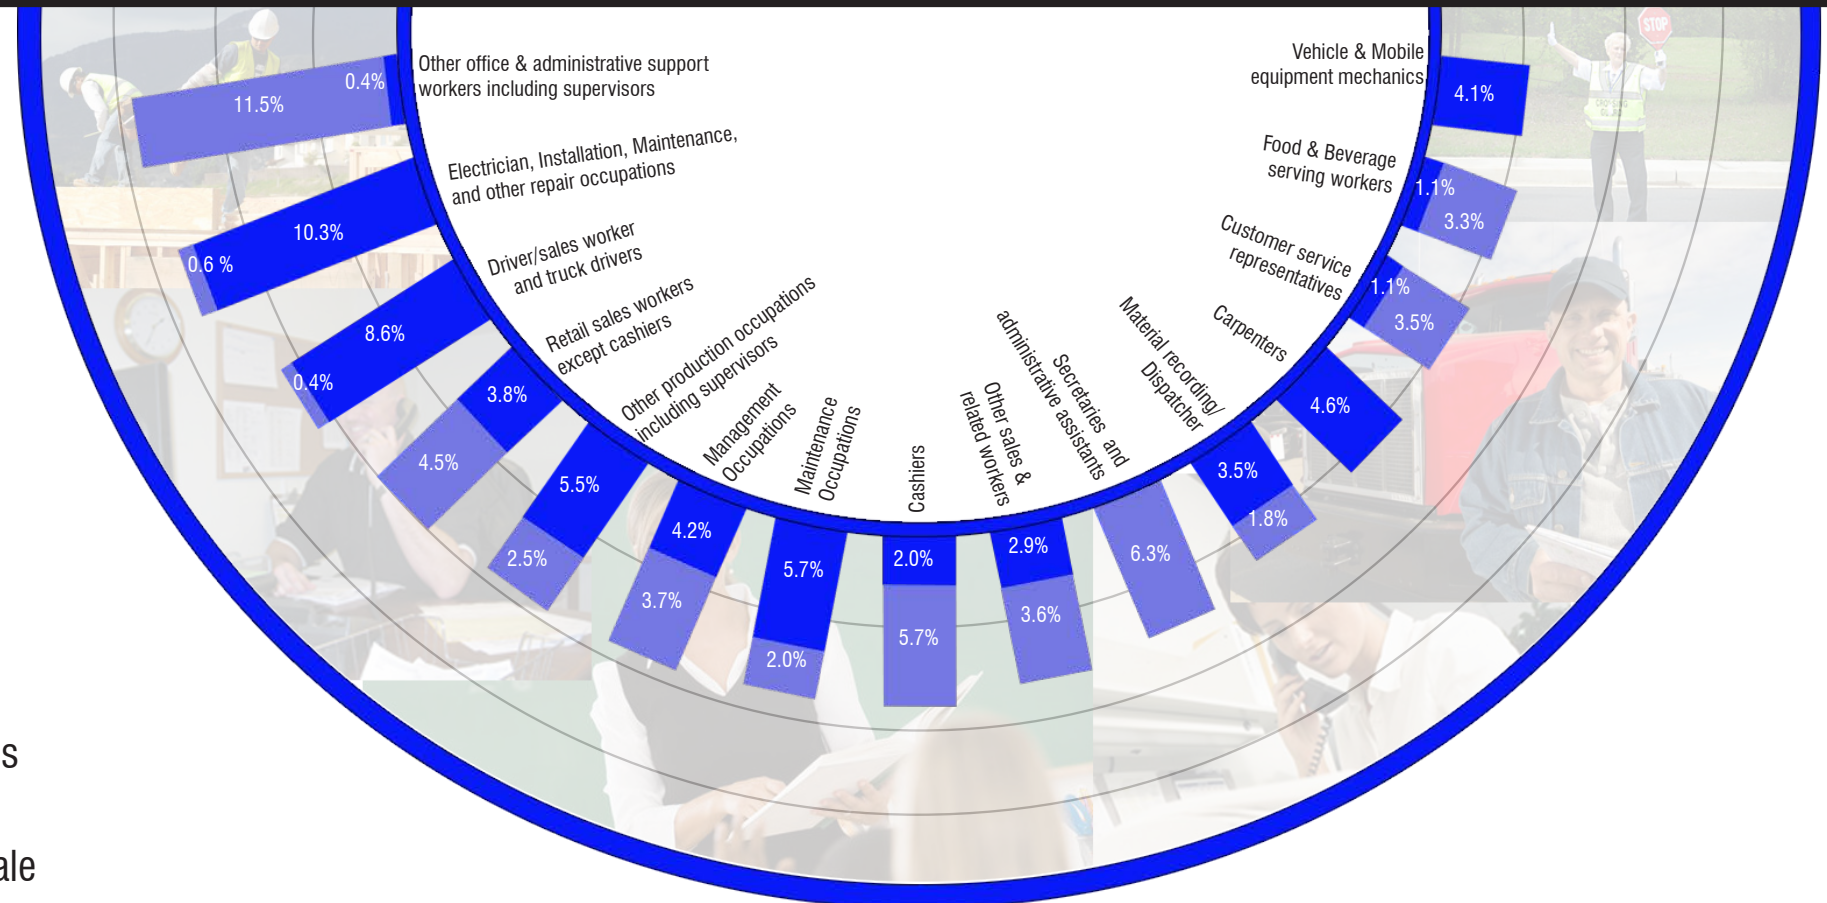 Other office & administrative support
workers including supervisors
0.4%
11.5%
Electrician, Installation, Maintenance,
and other repair occupations
10.3%
0.6 %
Driver/sales worker
and truck drivers
8.6%
0.4%
Retail sales workers
except cashiers
3.8%
4.5%
Other production occupations
including supervisors
5.5%
2.5%
Management
Occupations
4.2%
3.7%
Maintenance
Occupations
5.7%
2.0%
Cashiers
2.0%
5.7%
Other sales &
related workers
2.9%
3.6%
Secretaries and
administrative assistants
6.3%
Material recording/
Dispatcher
3.5%
1.8%
Carpenters
4.6%
Customer service
representatives
1.1%
3.5%
Food & Beverage
serving workers
1.1%
3.3%
Vehicle & Mobile
equipment mechanics
4.1%
STOP
s
ale